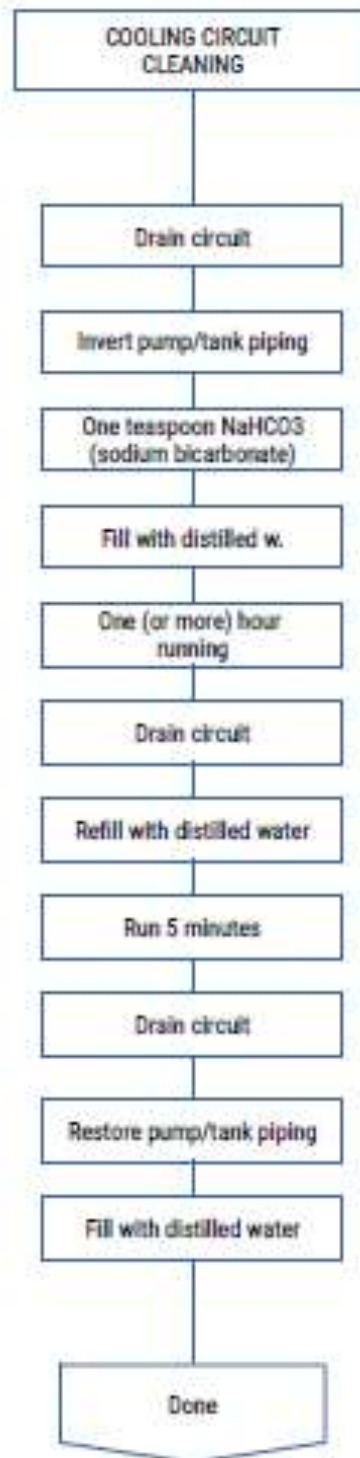 COOLING CIRCUIT
CLEANING
Drain circuit
Invert pump/tank piping
One teaspoon NaHCO3
(sodium bicarbonate)
Fill with distilled w.
One (or more) hour
running
Drain circuit
Refill with distilled water
Run 5 minutes
Drain circuit
Restore pump/tank piping
Fill with distilled water
Done